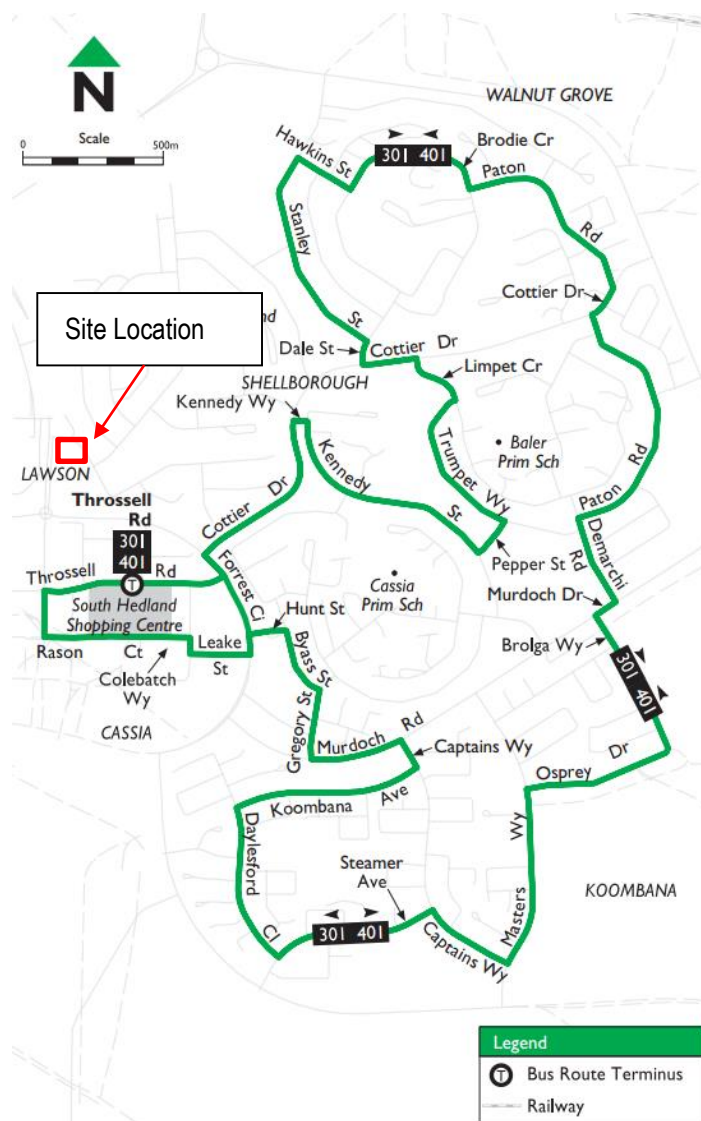 N
Scale
0
500m
WALNUT GROVE
Hawkins St
301 401
Brodie Cr
Paton
Rd
Stanley
St
Cottier Dr
Site Location
nd
Dale St
Cottier Dr
Limpet Cr
SHELLBOROUGH
Kennedy Wy
Baler
Prim Sch
LAWSON
Kennedy
St
Trumpet Wy
Cottier Dr
Paton Rd
Throssell
Rd
301
401
Pepper St
Demarchi
Rd
Throssell
T
Rd
Forrest Ci
Cassia
Prim Sch
Murdoch Dr
South Hedland
Shopping Centre
Hunt St
Brolga Wy
Rason
Ct
Leake
St
Byass St
301 401
Colebatch
Wy
Gregory St
CASSIA
Murdoch Rd
Captains Wy
Osprey Dr
Koombana Ave
Daylesford
Cl
Steamer
Ave
Masters
Wy
KOOMBANA
301 401
Captains Wy
Legend
T Bus Route Terminus
Railway